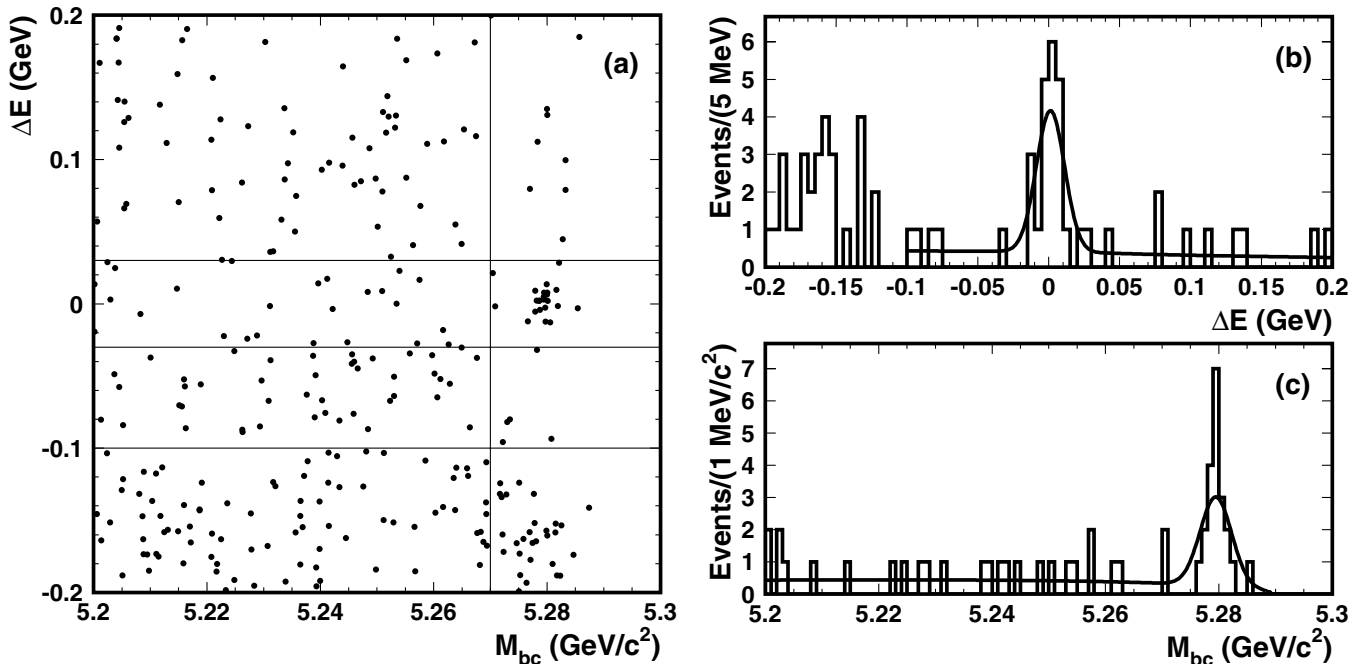 ΔE (GeV)
0.2
0.1
0
-0.1
-0.2
(a)
5.2 5.22 5.24 5.26 5.28 5.3
M_bc (GeV/c²)
Events/(5 MeV)
6
5
4
3
2
1
0
(b)
-0.2 -0.15 -0.1 -0.05 0 0.05 0.1 0.15 0.2
ΔE (GeV)
Events/(1 MeV/c²)
7
6
5
4
3
2
1
0
(c)
5.2 5.22 5.24 5.26 5.28 5.3
M_bc (GeV/c²)